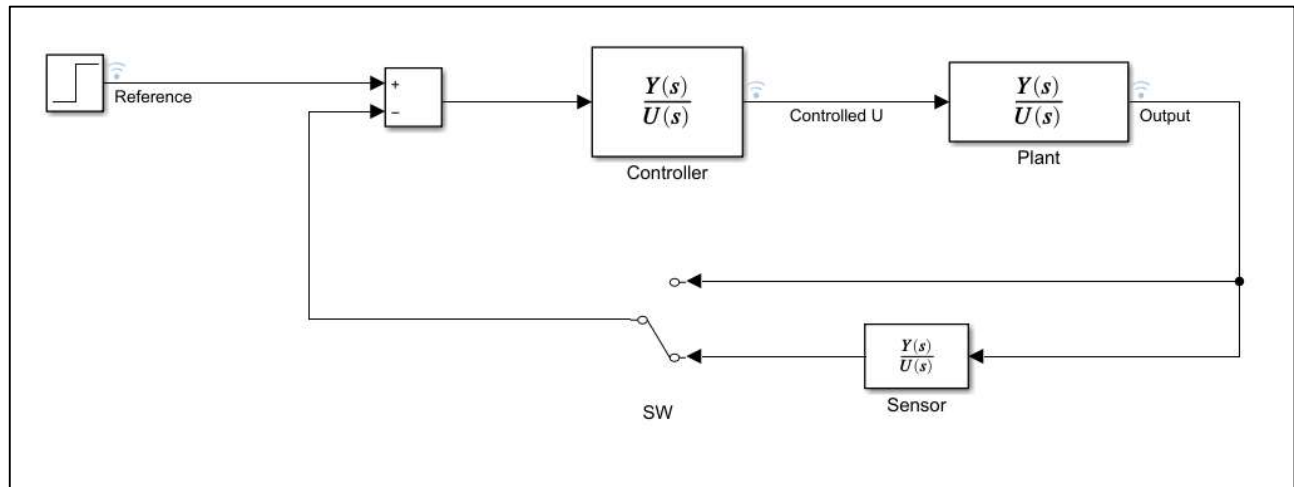 Reference
+
−
Y(s)
U(s)
Controller
Controlled U
Y(s)
U(s)
Plant
Output
Y(s)
U(s)
Sensor
SW